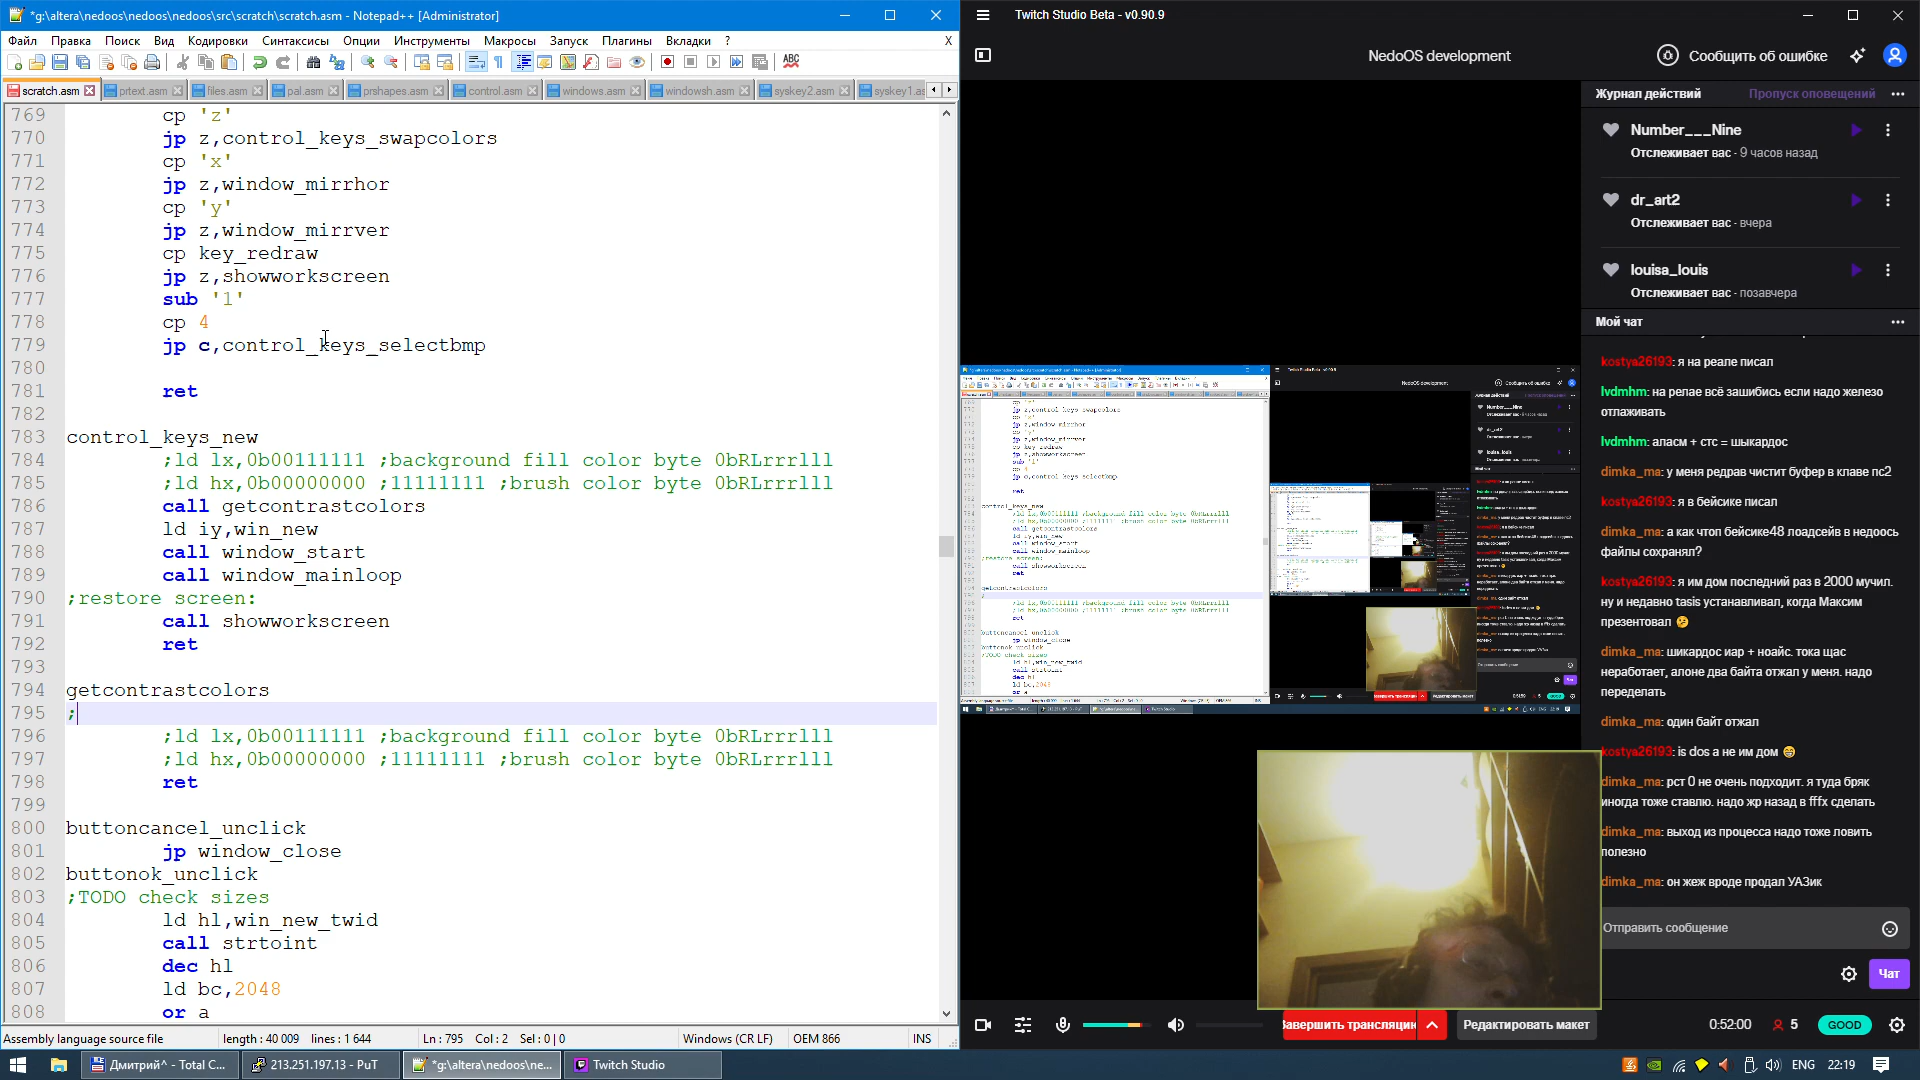 *g:\altera\nedoos\nedoos\nedoos\src\scratch\scratch.asm - Notepad++ [Administrator]
Файл Правка Поиск Вид Кодировки Синтаксисы Опции Инструменты Макросы Запуск Плагины Вкладки ? X
scratch.asm prtext.asm files.asm pal.asm prshapes.asm control.asm windows.asm windowsh.asm syskey2.asm syskey1.as
769 cp 'z'
770 jp z,control_keys_swapcolors
771 cp 'x'
772 jp z,window_mirrhor
773 cp 'y'
774 jp z,window_mirrver
775 cp key_redraw
776 jp z,showworkscreen
777 sub '1'
778 cp 4
779 jp c,control_keys_selectbmp
780
781 ret
782
783 control_keys_new
784 ;ld lx,0b00111111 ;background fill color byte 0bRLrrrlll
785 ;ld hx,0b00000000 ;11111111 ;brush color byte 0bRLrrrlll
786 call getcontrastcolors
787 ld iy,win_new
788 call window_start
789 call window_mainloop
790 ;restore screen:
791 call showworkscreen
792 ret
793
794 getcontrastcolors
795 ;
796 ;ld lx,0b00111111 ;background fill color byte 0bRLrrrlll
797 ;ld hx,0b00000000 ;11111111 ;brush color byte 0bRLrrrlll
798 ret
799
800 buttoncancel_unclick
801 jp window_close
802 buttonok_unclick
803 ;TODO check sizes
804 ld hl,win_new_twid
805 call strtoint
806 dec hl
807 ld bc,2048
808 or a
Assembly language source file length : 40 009 lines : 1 644 Ln : 795 Col : 2 Sel : 0 | 0 Windows (CR LF) OEM 866 INS
Twitch Studio Beta - v0.90.9
NedoOS development
Сообщить об ошибке
Журнал действий Пропуск оповещений
Number___Nine
Отслеживает вас · 9 часов назад
dr_art2
Отслеживает вас · вчера
louisa_louis
Отслеживает вас · позавчера
Мой чат
kostya26193: я на реале писал
lvdmhm: на репае всё зашибись если надо железо
отлаживать
lvdmhm: аласм + стс = шыкардос
dimka_ma: у меня редрав чистит буфер в клаве пс2
kostya26193: я в бейсике писал
dimka_ma: а как чтоп бейсике48 лоадсейв в недоось
файлы сохранял?
kostya26193: я им дом последний раз в 2000 мучил.
ну и недавно tasis устанавливал, когда Максим
презентовал
dimka_ma: шикардос иар + нойс. тока щас
неработает, апоне два байта отжал у меня. надо
переделать
dimka_ma: один байт отжал
kostya26193: is dos а не им дом
dimka_ma: рст 0 не очень подходит. я туда бряк
иногда тоже ставлю. надо жр назад в fffx сделать
dimka_ma: выход из процесса надо тоже ловить
полезно
dimka_ma: он жеж вроде продал УАЗик
Отправить сообщение
Чат
Завершить трансляцию Редактировать макет 0:52:00 5 GOOD
Дмитрий^ - Total C... 213.251.197.13 - PuT *g:\altera\nedoos\ne... Twitch Studio ENG 22:19